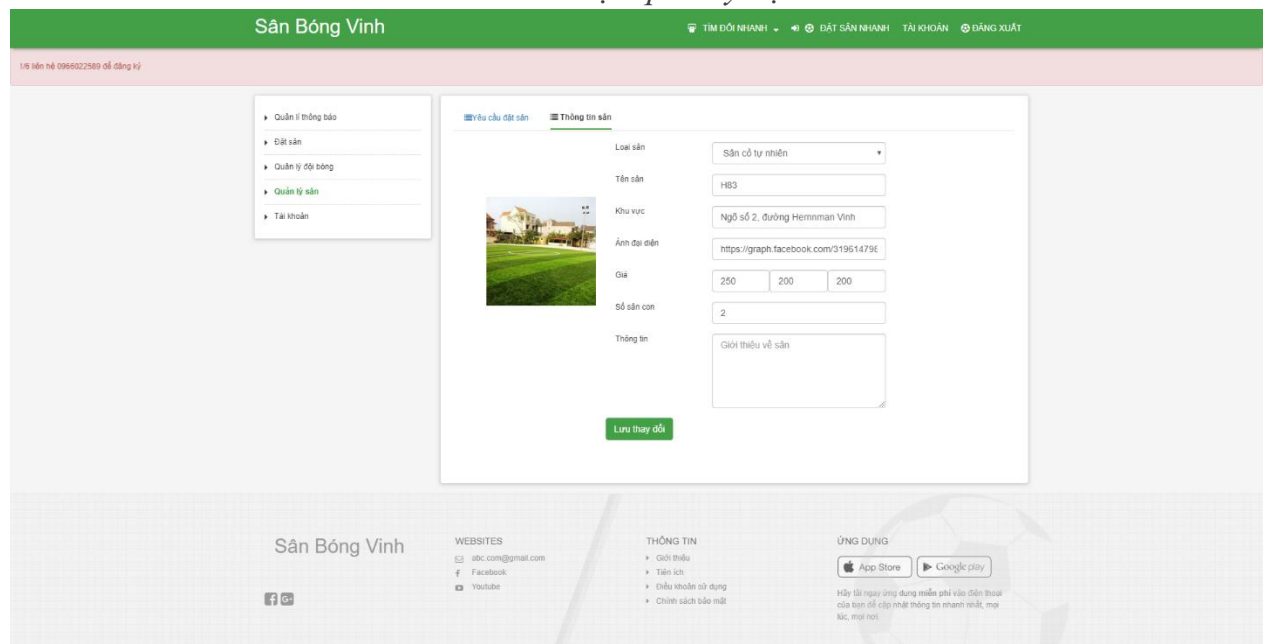 Sân Bóng Vinh
TÌM ĐỐI NHANH ĐẶT SÂN NHANH TÀI KHOẢN ĐĂNG XUẤT
1/6 liên hệ 0966022589 để đăng ký
Quản lí thông báo
Đặt sân
Quản lý đội bóng
Quản lý sân
Tài khoản
Yêu cầu đặt sân Thông tin sân
Loại sân Sân cỏ tự nhiên
Tên sân H83
Khu vực Ngõ số 2, đường Hernnman Vinh
Ảnh đại diện https://graph.facebook.com/31961479
Giá 250 200 200
Số sân con 2
Thông tin Giới thiệu về sân
Lưu thay đổi
Sân Bóng Vinh
WEBSITES
abc.com@gmail.com
Facebook
Youtube
THÔNG TIN
Giới thiệu
Tiện ích
Điều khoản sử dụng
Chính sách bảo mật
ỨNG DỤNG
App Store Google play
Hãy tải ngay ứng dụng miễn phí vào điện thoại
của bạn để cập nhật thông tin nhanh nhất, mọi
lúc, mọi nơi.